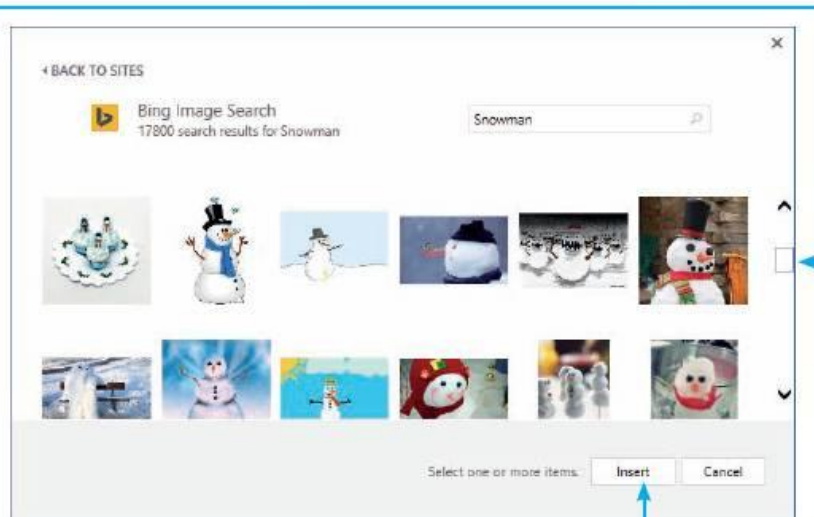 BACK TO SITES
Bing Image Search
17800 search results for Snowman
Snowman
Select one or more items.
Insert
Cancel